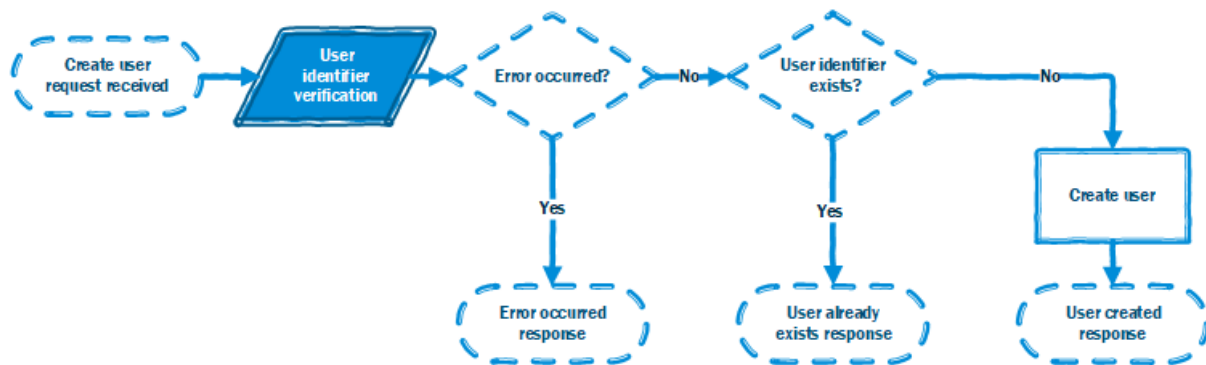 Create user
request received
User
identifier
verification
Error occurred?
No
User identifier
exists?
No
Yes
Yes
Create user
Error occurred
response
User already
exists response
User created
response